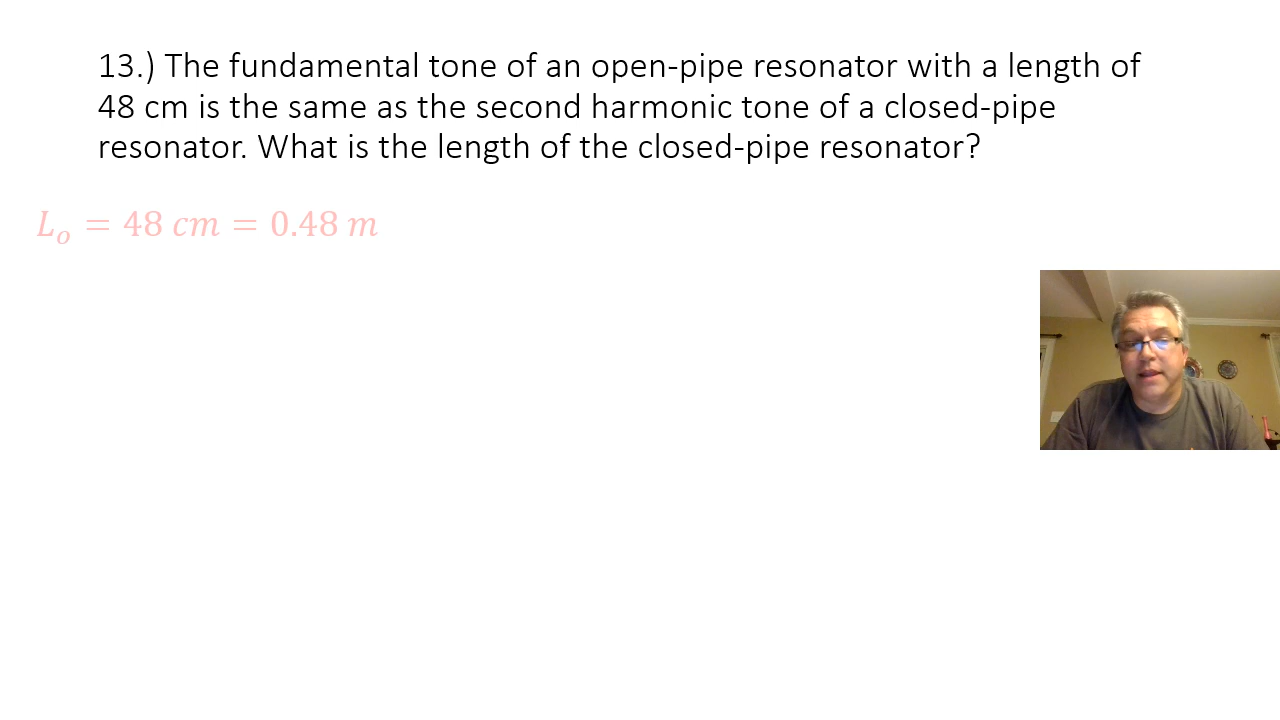 13.) The fundamental tone of an open-pipe resonator with a length of
48 cm is the same as the second harmonic tone of a closed-pipe
resonator. What is the length of the closed-pipe resonator?
L_o = 48 cm = 0.48 m